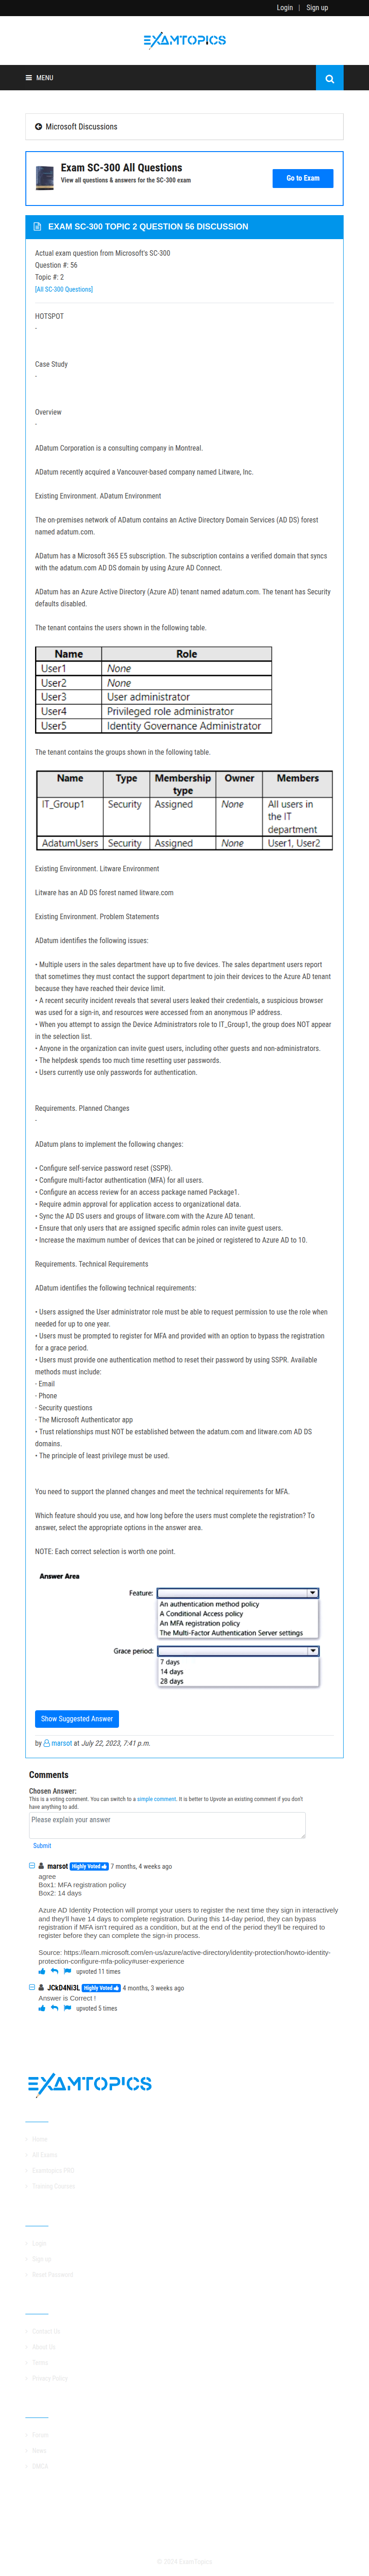 Login | Sign up
EXAMTOPICS
MENU
Microsoft Discussions
Exam SC-300 All Questions
View all questions & answers for the SC-300 exam
Go to Exam
EXAM SC-300 TOPIC 2 QUESTION 56 DISCUSSION
Actual exam question from Microsoft's SC-300
Question #: 56
Topic #: 2
[All SC-300 Questions]
HOTSPOT
-
Case Study
-
Overview
-
ADatum Corporation is a consulting company in Montreal.
ADatum recently acquired a Vancouver-based company named Litware, Inc.
Existing Environment. ADatum Environment
The on-premises network of ADatum contains an Active Directory Domain Services (AD DS) forest
named adatum.com.
ADatum has a Microsoft 365 E5 subscription. The subscription contains a verified domain that syncs
with the adatum.com AD DS domain by using Azure AD Connect.
ADatum has an Azure Active Directory (Azure AD) tenant named adatum.com. The tenant has Security
defaults disabled.
The tenant contains the users shown in the following table.
Name Role
User1 None
User2 None
User3 User administrator
User4 Privileged role administrator
User5 Identity Governance Administrator
The tenant contains the groups shown in the following table.
Name Type Membership type Owner Members
IT_Group1 Security Assigned None All users in the IT department
AdatumUsers Security Assigned None User1, User2
Existing Environment. Litware Environment
Litware has an AD DS forest named litware.com
Existing Environment. Problem Statements
ADatum identifies the following issues:
• Multiple users in the sales department have up to five devices. The sales department users report
that sometimes they must contact the support department to join their devices to the Azure AD tenant
because they have reached their device limit.
• A recent security incident reveals that several users leaked their credentials, a suspicious browser
was used for a sign-in, and resources were accessed from an anonymous IP address.
• When you attempt to assign the Device Administrators role to IT_Group1, the group does NOT appear
in the selection list.
• Anyone in the organization can invite guest users, including other guests and non-administrators.
• The helpdesk spends too much time resetting user passwords.
• Users currently use only passwords for authentication.
Requirements. Planned Changes
-
ADatum plans to implement the following changes:
• Configure self-service password reset (SSPR).
• Configure multi-factor authentication (MFA) for all users.
• Configure an access review for an access package named Package1.
• Require admin approval for application access to organizational data.
• Sync the AD DS users and groups of litware.com with the Azure AD tenant.
• Ensure that only users that are assigned specific admin roles can invite guest users.
• Increase the maximum number of devices that can be joined or registered to Azure AD to 10.
Requirements. Technical Requirements
ADatum identifies the following technical requirements:
• Users assigned the User administrator role must be able to request permission to use the role when
needed for up to one year.
• Users must be prompted to register for MFA and provided with an option to bypass the registration
for a grace period.
• Users must provide one authentication method to reset their password by using SSPR. Available
methods must include:
- Email
- Phone
- Security questions
- The Microsoft Authenticator app
• Trust relationships must NOT be established between the adatum.com and litware.com AD DS
domains.
• The principle of least privilege must be used.
You need to support the planned changes and meet the technical requirements for MFA.
Which feature should you use, and how long before the users must complete the registration? To
answer, select the appropriate options in the answer area.
NOTE: Each correct selection is worth one point.
Answer Area
Feature:
An authentication method policy
A Conditional Access policy
An MFA registration policy
The Multi-Factor Authentication Server settings
Grace period:
7 days
14 days
28 days
Show Suggested Answer
by marsot at July 22, 2023, 7:41 p.m.
Comments
Chosen Answer:
This is a voting comment. You can switch to a simple comment. It is better to Upvote an existing comment if you don't
have anything to add.
Please explain your answer
Submit
marsot Highly Voted 7 months, 4 weeks ago
agree
Box1: MFA registration policy
Box2: 14 days
Azure AD Identity Protection will prompt your users to register the next time they sign in interactively
and they'll have 14 days to complete registration. During this 14-day period, they can bypass
registration if MFA isn't required as a condition, but at the end of the period they'll be required to
register before they can complete the sign-in process.
Source: https://learn.microsoft.com/en-us/azure/active-directory/identity-protection/howto-identity-
protection-configure-mfa-policy#user-experience
upvoted 11 times
JCkD4Ni3L Highly Voted 4 months, 3 weeks ago
Answer is Correct !
upvoted 5 times
EXAMTOPICS
Home
All Exams
Examtopics PRO
Training Courses
Login
Sign up
Reset Password
Contact Us
About Us
Terms
Privacy Policy
Forum
News
DMCA
© 2024 ExamTopics